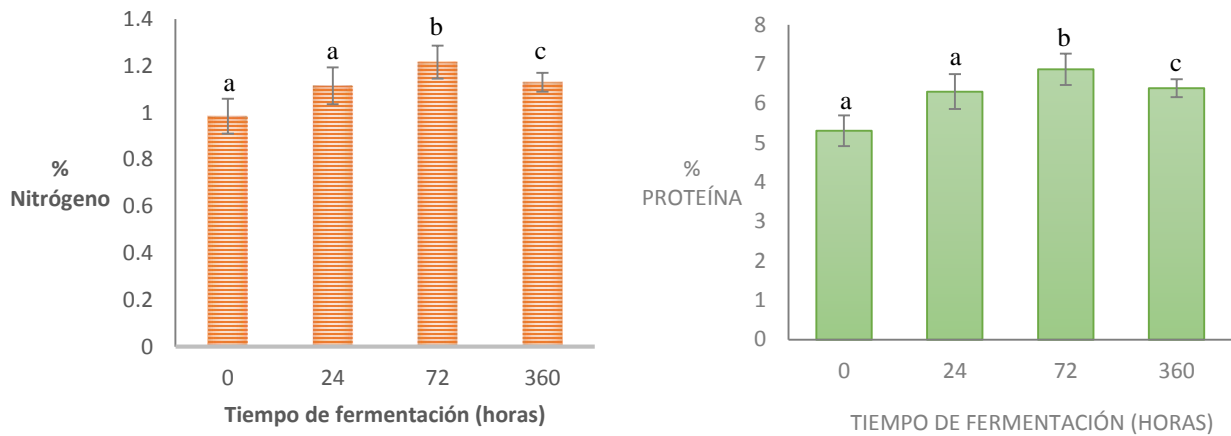 1.4
1.2
1
0.8
0.6
0.4
0.2
0
%
Nitrógeno
a
a
b
c
0 24 72 360
Tiempo de fermentación (horas)
8
7
6
5
4
3
2
1
0
%
PROTEÍNA
a
a
b
c
0 24 72 360
TIEMPO DE FERMENTACIÓN (HORAS)